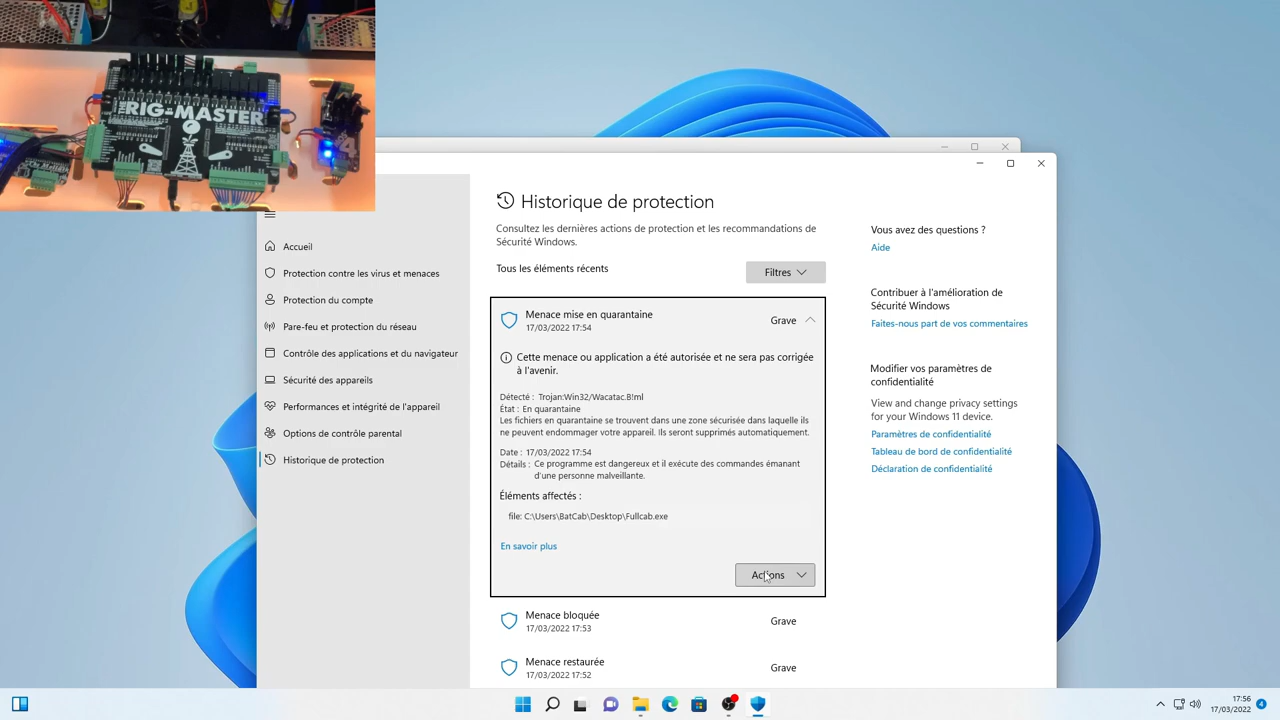 THE RIG-MASTER
4
Historique de protection
Consultez les dernières actions de protection et les recommandations de
Sécurité Windows.
Tous les éléments récents
Filtres
Accueil
Protection contre les virus et menaces
Protection du compte
Pare-feu et protection du réseau
Contrôle des applications et du navigateur
Sécurité des appareils
Performances et intégrité de l'appareil
Options de contrôle parental
Historique de protection
Menace mise en quarantaine
17/03/2022 17:54
Grave
Cette menace ou application a été autorisée et ne sera pas corrigée
à l'avenir.
Détecté : Trojan:Win32/Wacatac.B!ml
État : En quarantaine
Les fichiers en quarantaine se trouvent dans une zone sécurisée dans laquelle ils
ne peuvent endommager votre appareil. Ils seront supprimés automatiquement.
Date : 17/03/2022 17:54
Détails : Ce programme est dangereux et il exécute des commandes émanant
d'une personne malveillante.
Éléments affectés :
file: C:\Users\BatCab\Desktop\Fullcab.exe
En savoir plus
Actions
Menace bloquée
17/03/2022 17:53
Grave
Menace restaurée
17/03/2022 17:52
Grave
Vous avez des questions ?
Aide
Contribuer à l'amélioration de
Sécurité Windows
Faites-nous part de vos commentaires
Modifier vos paramètres de
confidentialité
View and change privacy settings
for your Windows 11 device.
Paramètres de confidentialité
Tableau de bord de confidentialité
Déclaration de confidentialité
17:56
17/03/2022
4